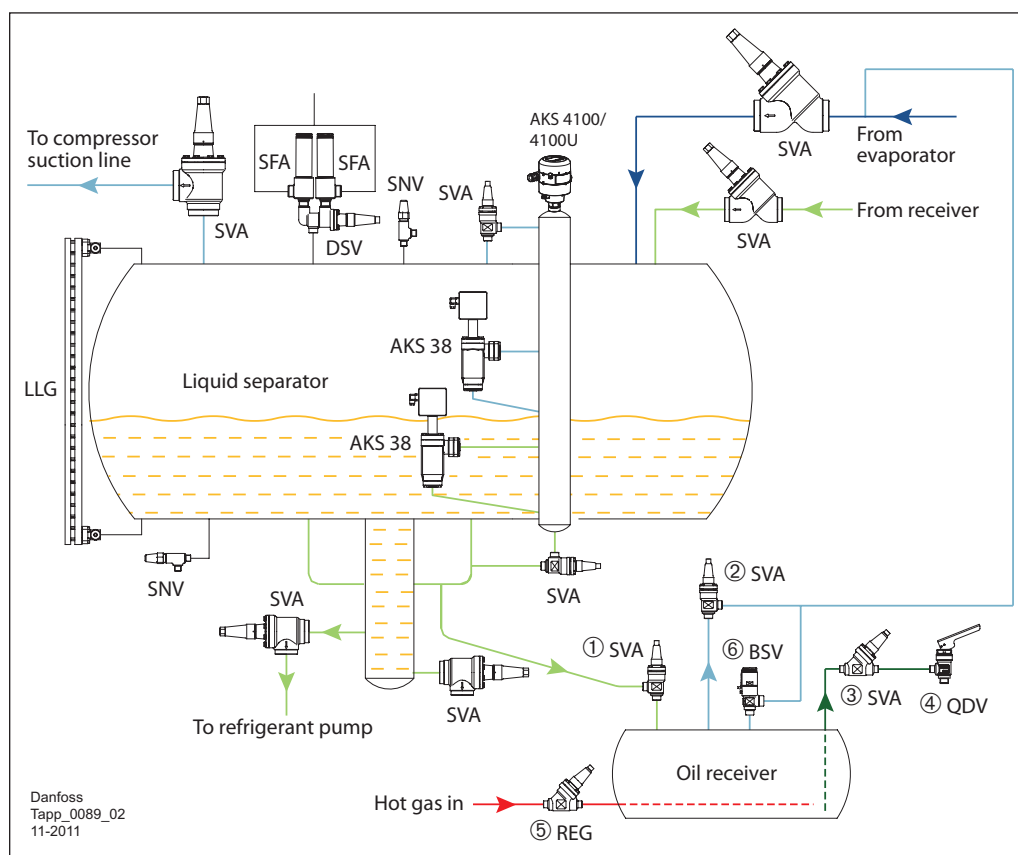 To compressor
suction line
SVA
SFA
SFA
DSV
SNV
SVA
AKS 4100/
4100U
SVA
From
evaporator
SVA
From receiver
LLG
AKS 38
Liquid separator
AKS 38
SNV
SVA
SVA
SVA
To refrigerant pump
① SVA
② SVA
⑥ BSV
③ SVA
④ QDV
Oil receiver
Hot gas in
⑤ REG
Danfoss
Tapp_0089_02
11-2011